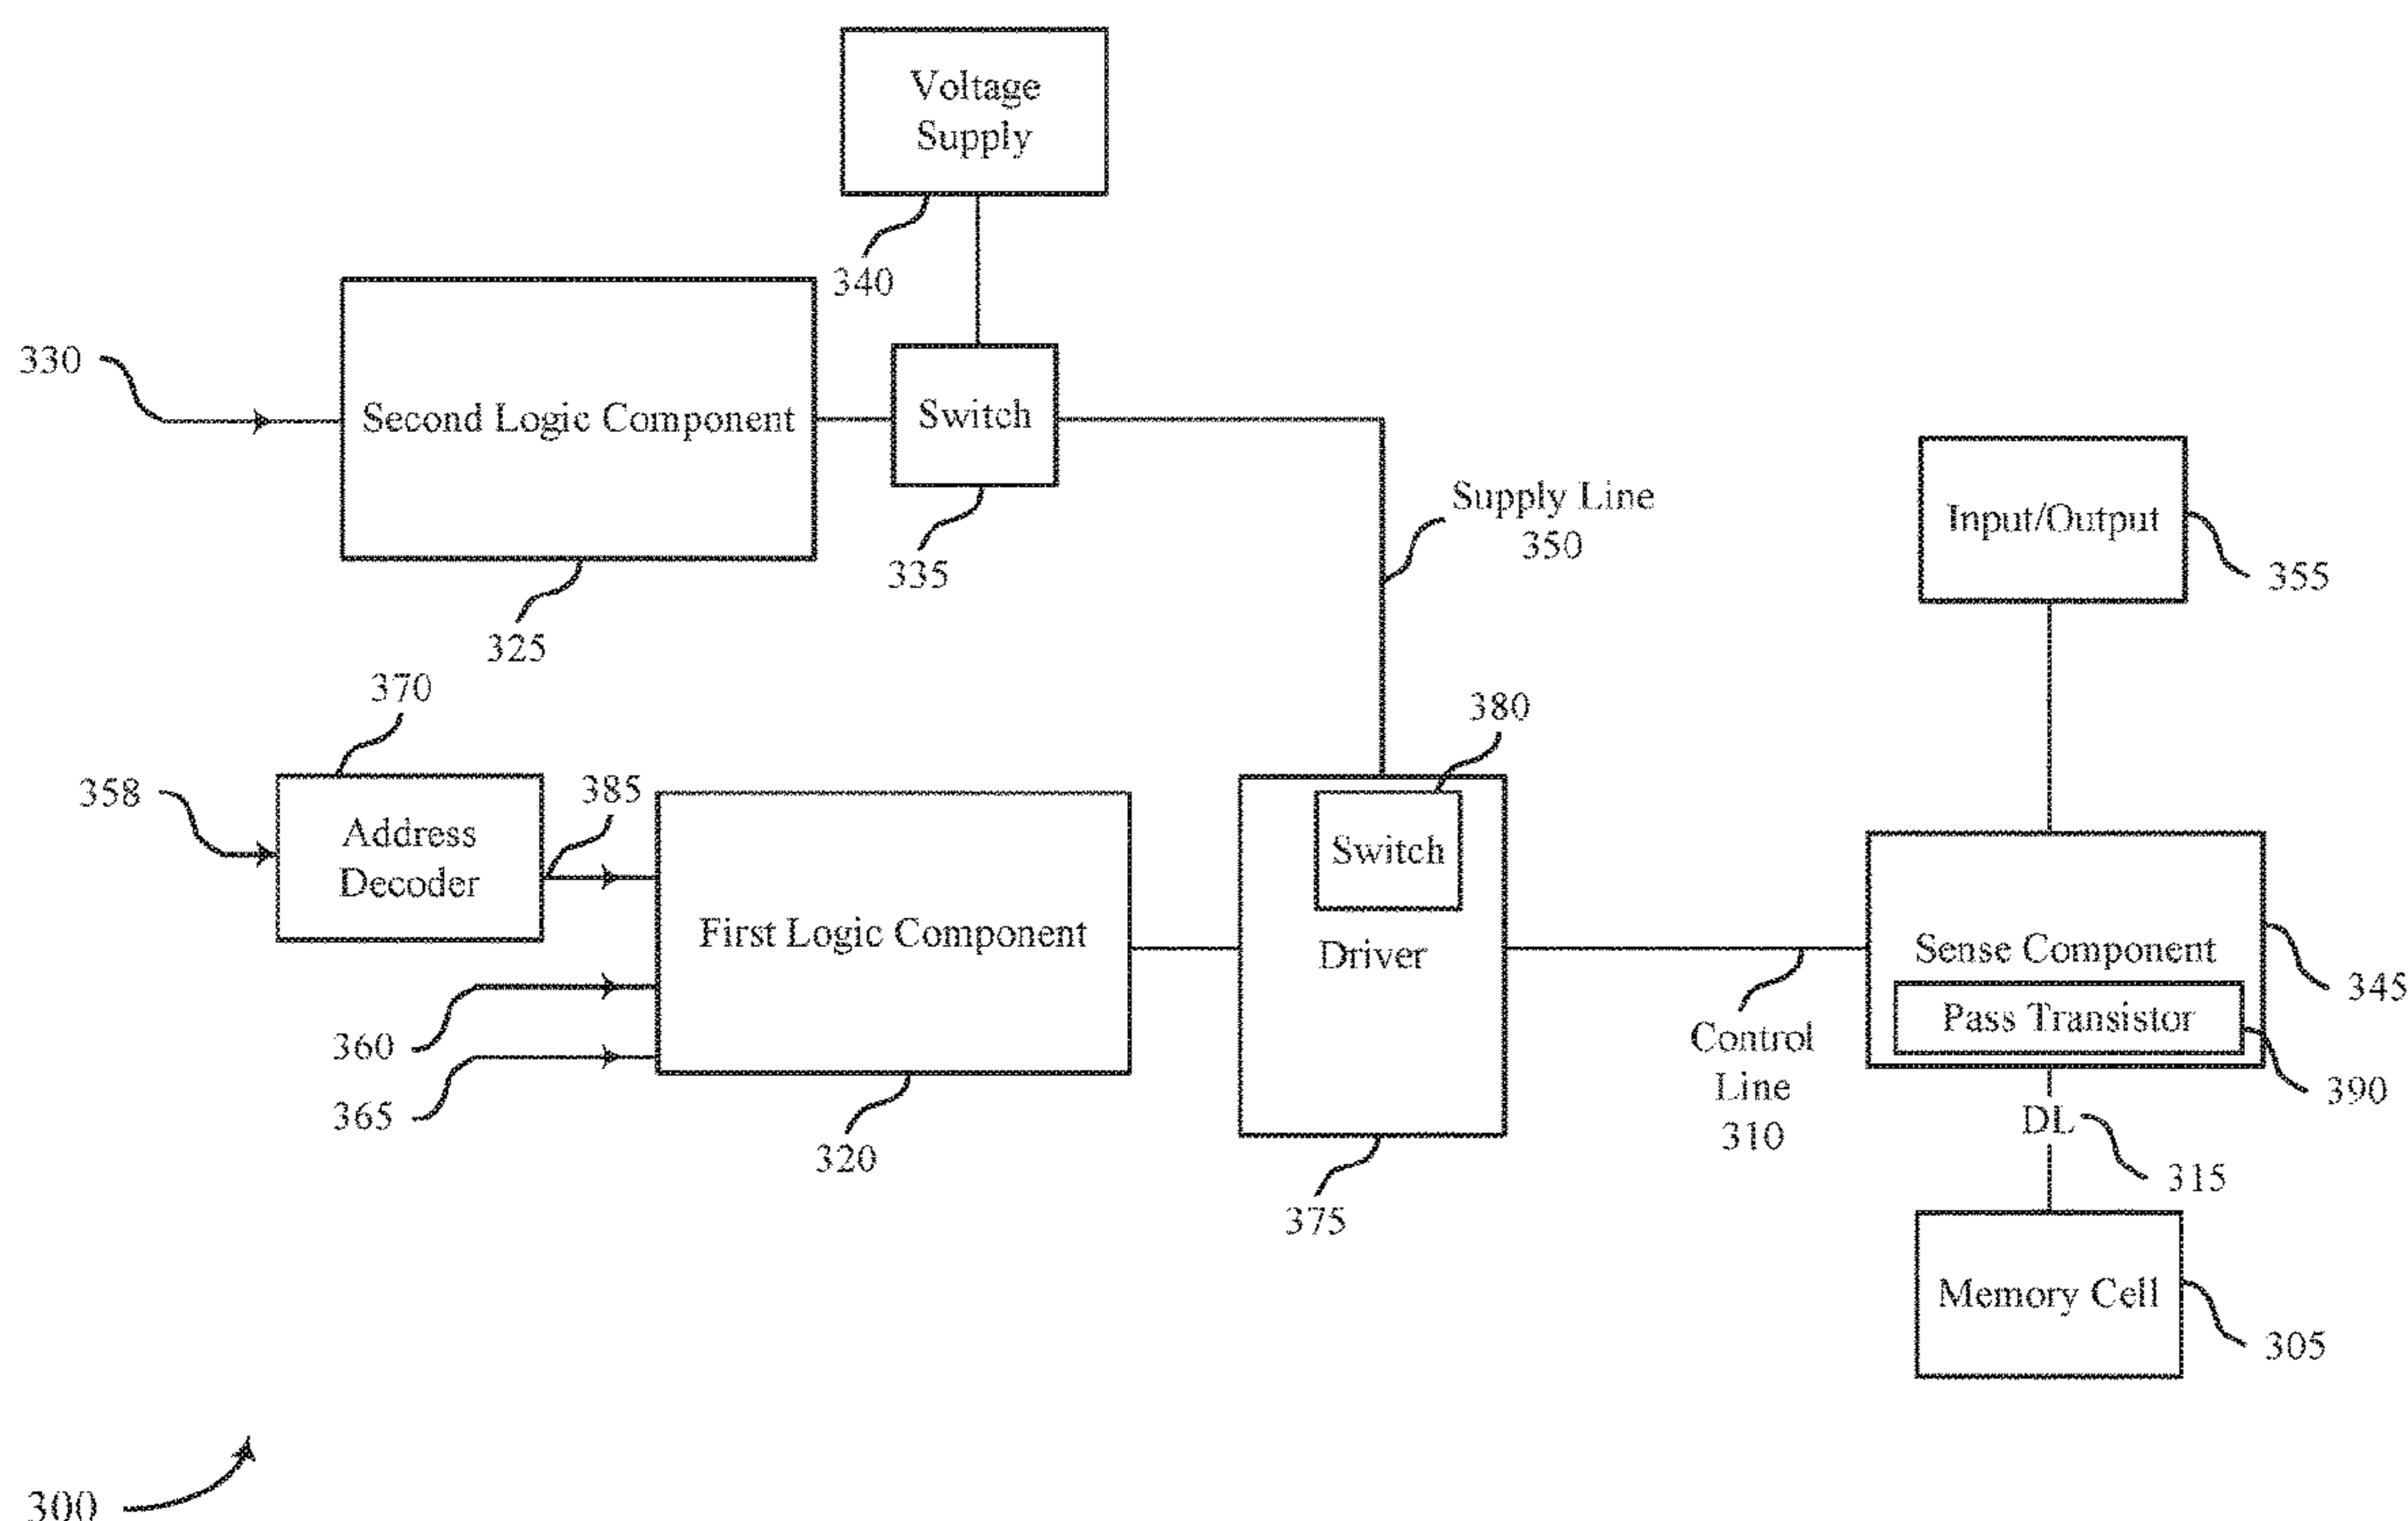 Voltage
Supply
340
330
Second Logic Component
Switch
335
325
Supply Line
350
Input/Output
355
370
358
Address
Decoder
385
First Logic Component
360
365
320
380
Switch
Driver
375
Control
Line
310
Sense Component
345
Pass Transistor
390
DL
315
Memory Cell
305
300